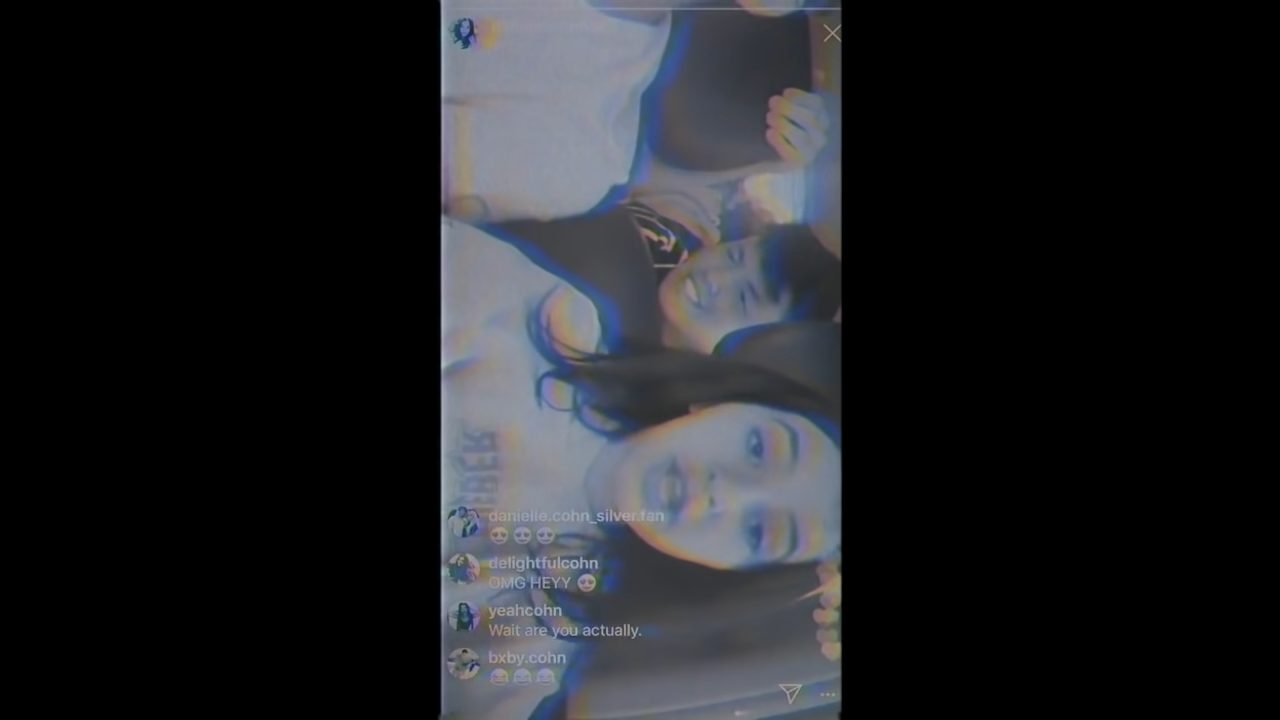 danielle.cohn_silver.fan
😍 😍 😍
delightfulcohn
OMG HEYY 😍
yeahcohn
Wait are you actually.
bxby.cohn
😂 😂 😂